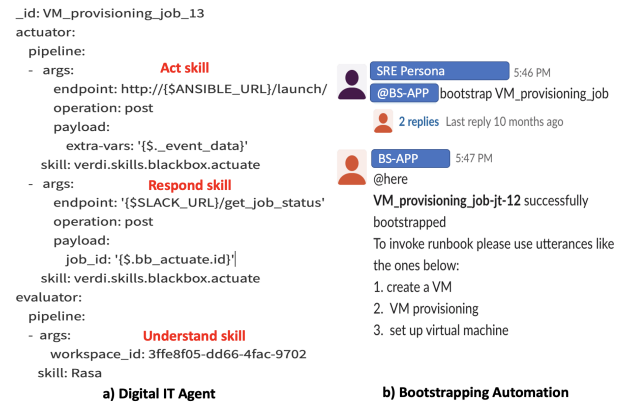 _id: VM_provisioning_job_13
actuator:
pipeline:
- args:
Act skill
endpoint: http://{$ANSIBLE_URL}/launch/
operation: post
payload:
extra-vars: '{$._event_data}'
skill: verdi.skills.blackbox.actuate
- args:
Respond skill
endpoint: '{$SLACK_URL}/get_job_status'
operation: post
payload:
job_id: '{$.bb_actuate.id}'
skill: verdi.skills.blackbox.actuate
evaluator:
pipeline:
- args:
Understand skill
workspace_id: 3ffe8f05-dd66-4fac-9702
skill: Rasa
a) Digital IT Agent
SRE Persona 5:46 PM
@BS-APP bootstrap VM_provisioning_job
2 replies Last reply 10 months ago
BS-APP 5:47 PM
@here
VM_provisioning_job-jt-12 successfully
bootstrapped
To invoke runbook please use utterances like
the ones below:
1. create a VM
2. VM provisioning
3. set up virtual machine
b) Bootstrapping Automation